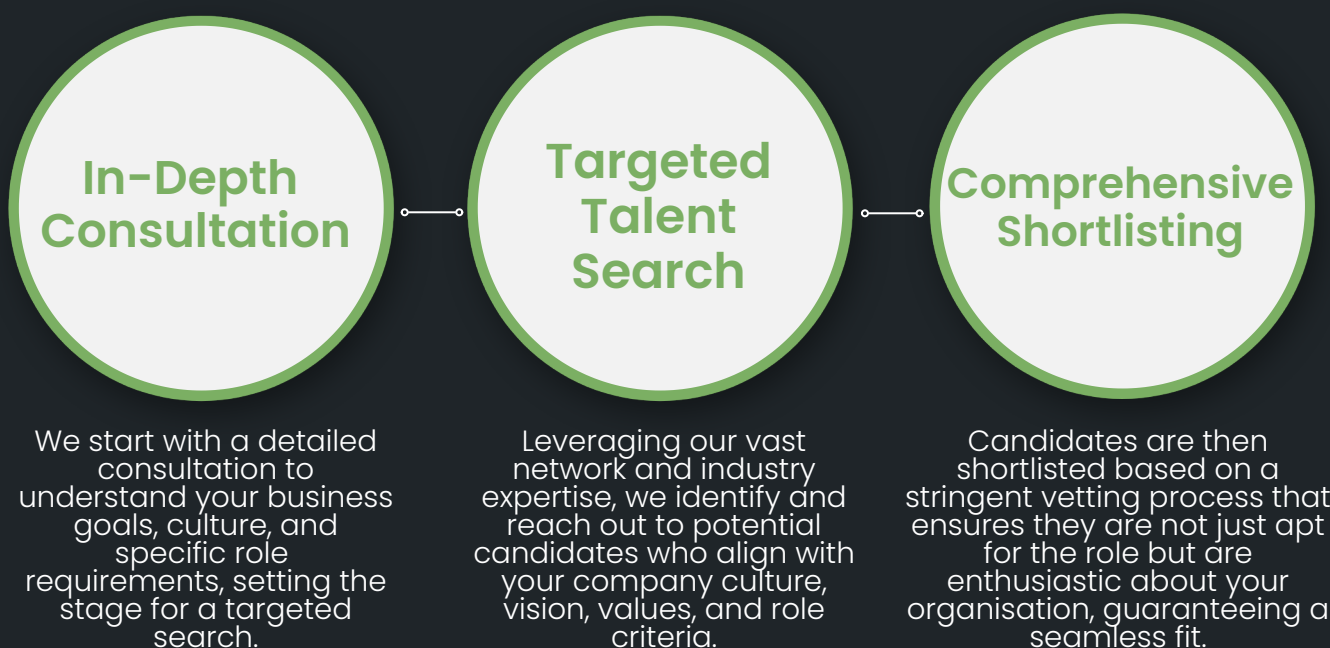 In-Depth
Consultation
We start with a detailed
consultation to
understand your business
goals, culture, and
specific role
requirements, setting the
stage for a targeted
search.
Targeted
Talent
Search
Leveraging our vast
network and industry
expertise, we identify and
reach out to potential
candidates who align with
your company culture,
vision, values, and role
criteria.
Comprehensive
Shortlisting
Candidates are then
shortlisted based on a
stringent vetting process that
ensures they are not just apt
for the role but are
enthusiastic about your
organisation, guaranteeing a
seamless fit.